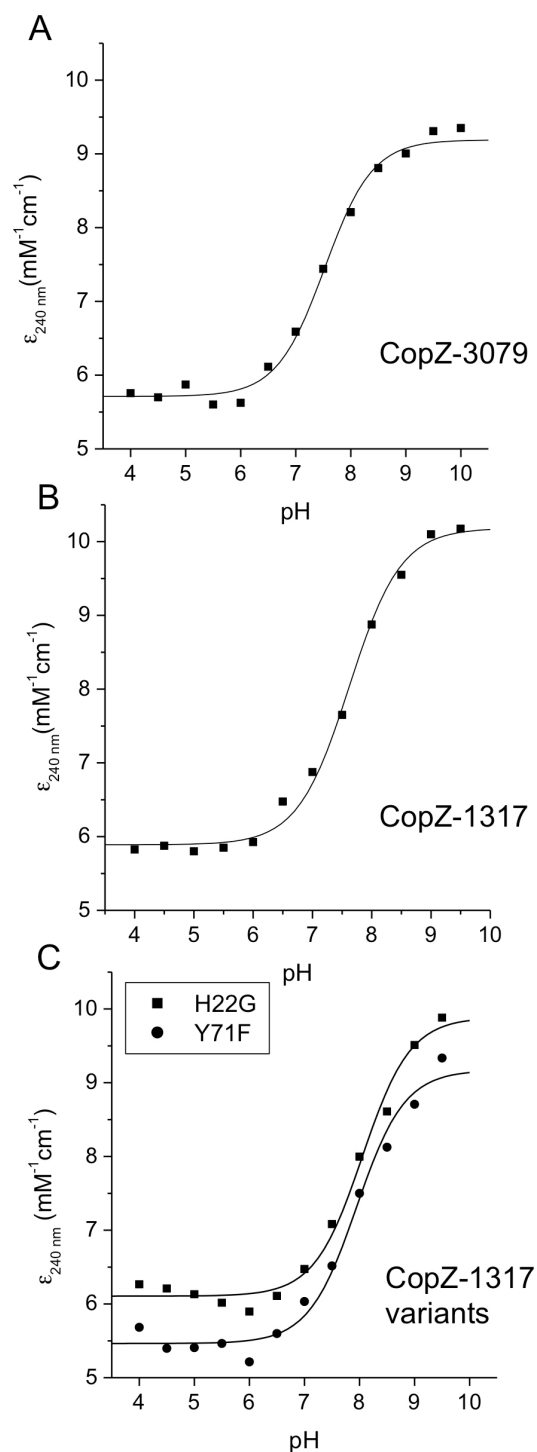 A
10
9
8
7
6
5
ε240 nm(mM-1cm-1)
CopZ-3079
4 5 6 7 8 9 10
pH
B
10
9
8
7
6
5
ε240 nm(mM-1cm-1)
CopZ-1317
4 5 6 7 8 9 10
pH
C
H22G
Y71F
10
9
8
7
6
5
ε240 nm (mM-1cm-1)
CopZ-1317
variants
4 5 6 7 8 9 10
pH